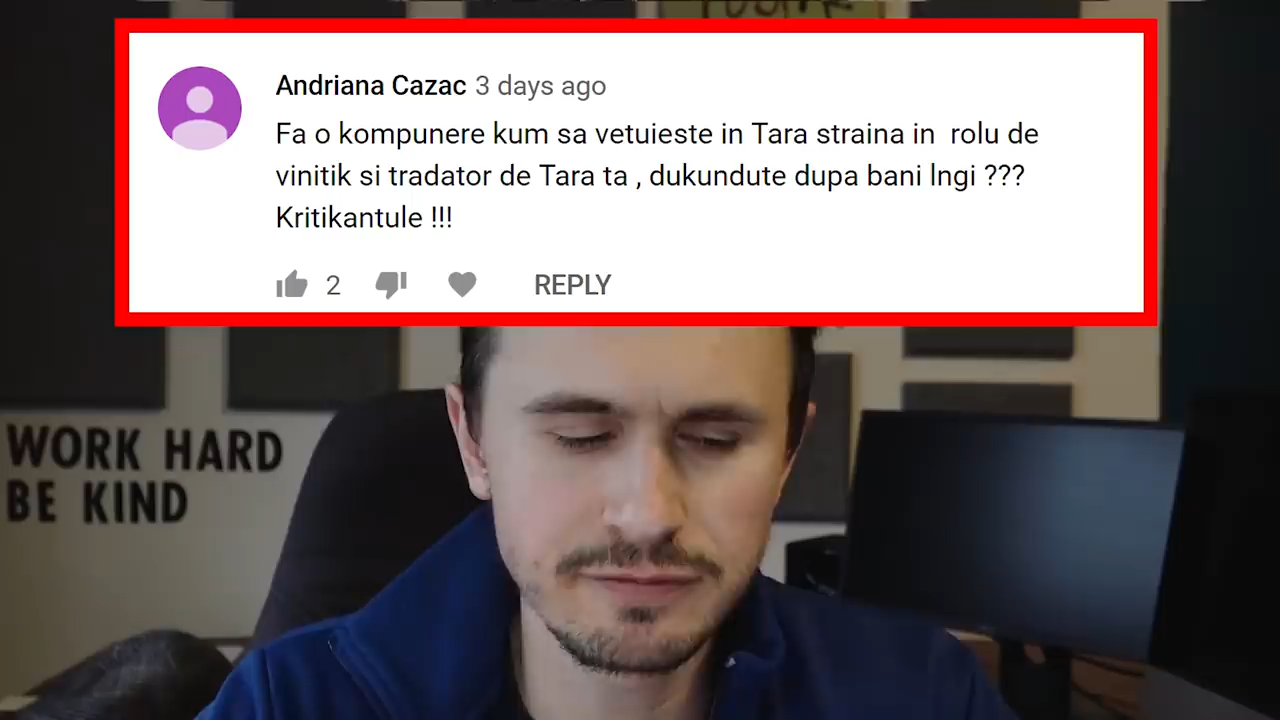 Andriana Cazac 3 days ago
Fa o kompunere kum sa vetuieste in Tara straina in rolu de
vinitik si tradator de Tara ta , dukundute dupa bani lngi ???
Kritikantule !!!
2 REPLY
WORK HARD
BE KIND